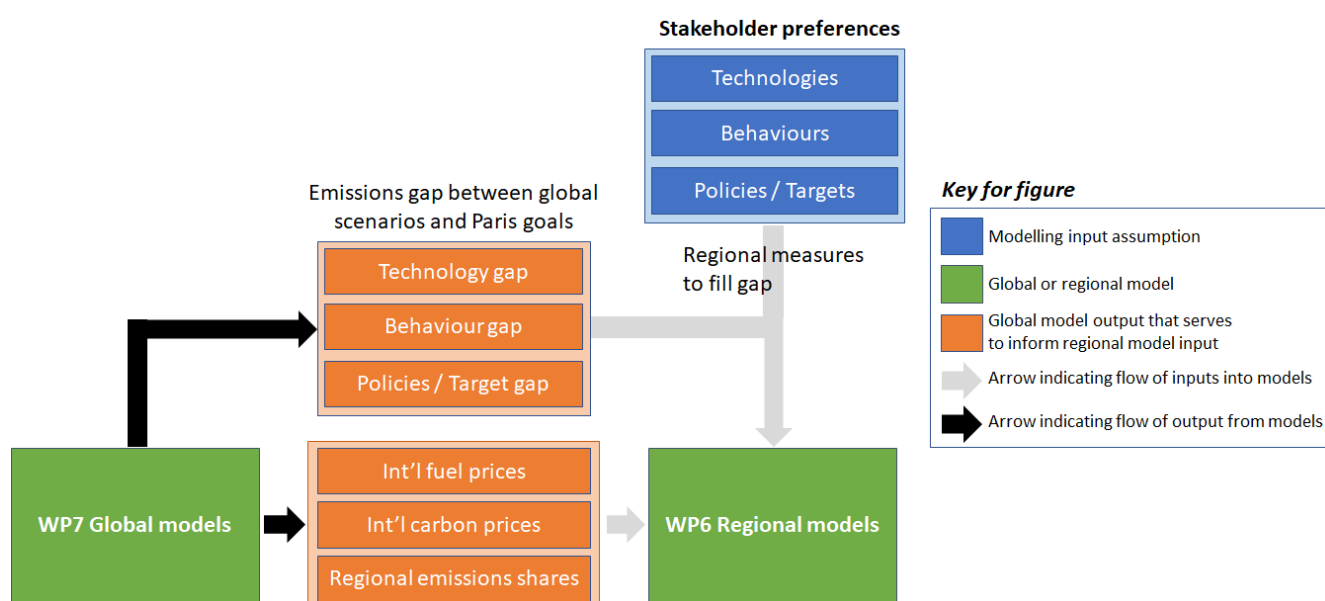 Stakeholder preferences
Technologies
Behaviours
Policies / Targets
Emissions gap between global
scenarios and Paris goals
Technology gap
Behaviour gap
Policies / Target gap
Regional measures
to fill gap
Key for figure
Modelling input assumption
Global or regional model
Global model output that serves
to inform regional model input
Arrow indicating flow of inputs into models
Arrow indicating flow of output from models
WP7 Global models
Int'l fuel prices
Int'l carbon prices
Regional emissions shares
WP6 Regional models